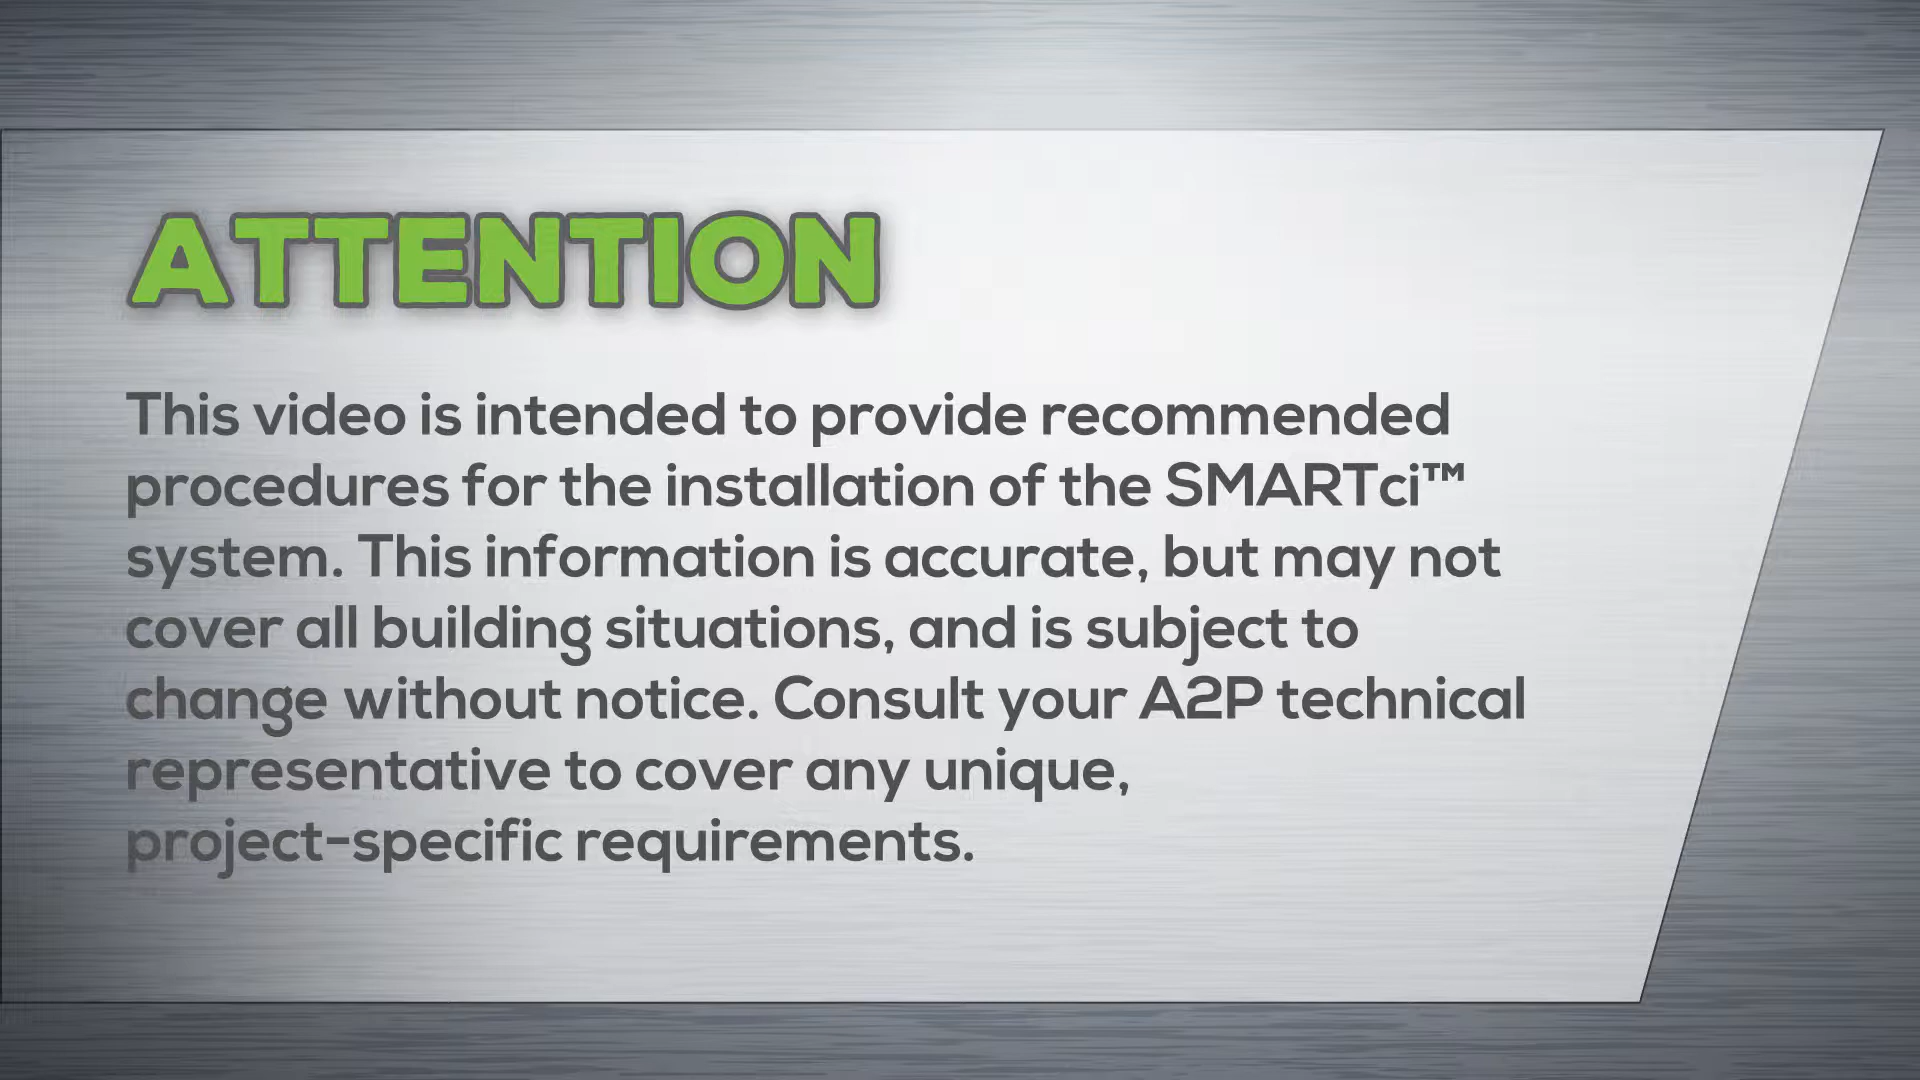 ATTENTION
This video is intended to provide recommended
procedures for the installation of the SMARTci™
system. This information is accurate, but may not
cover all building situations, and is subject to
change without notice. Consult your A2P technical
representative to cover any unique,
project-specific requirements.